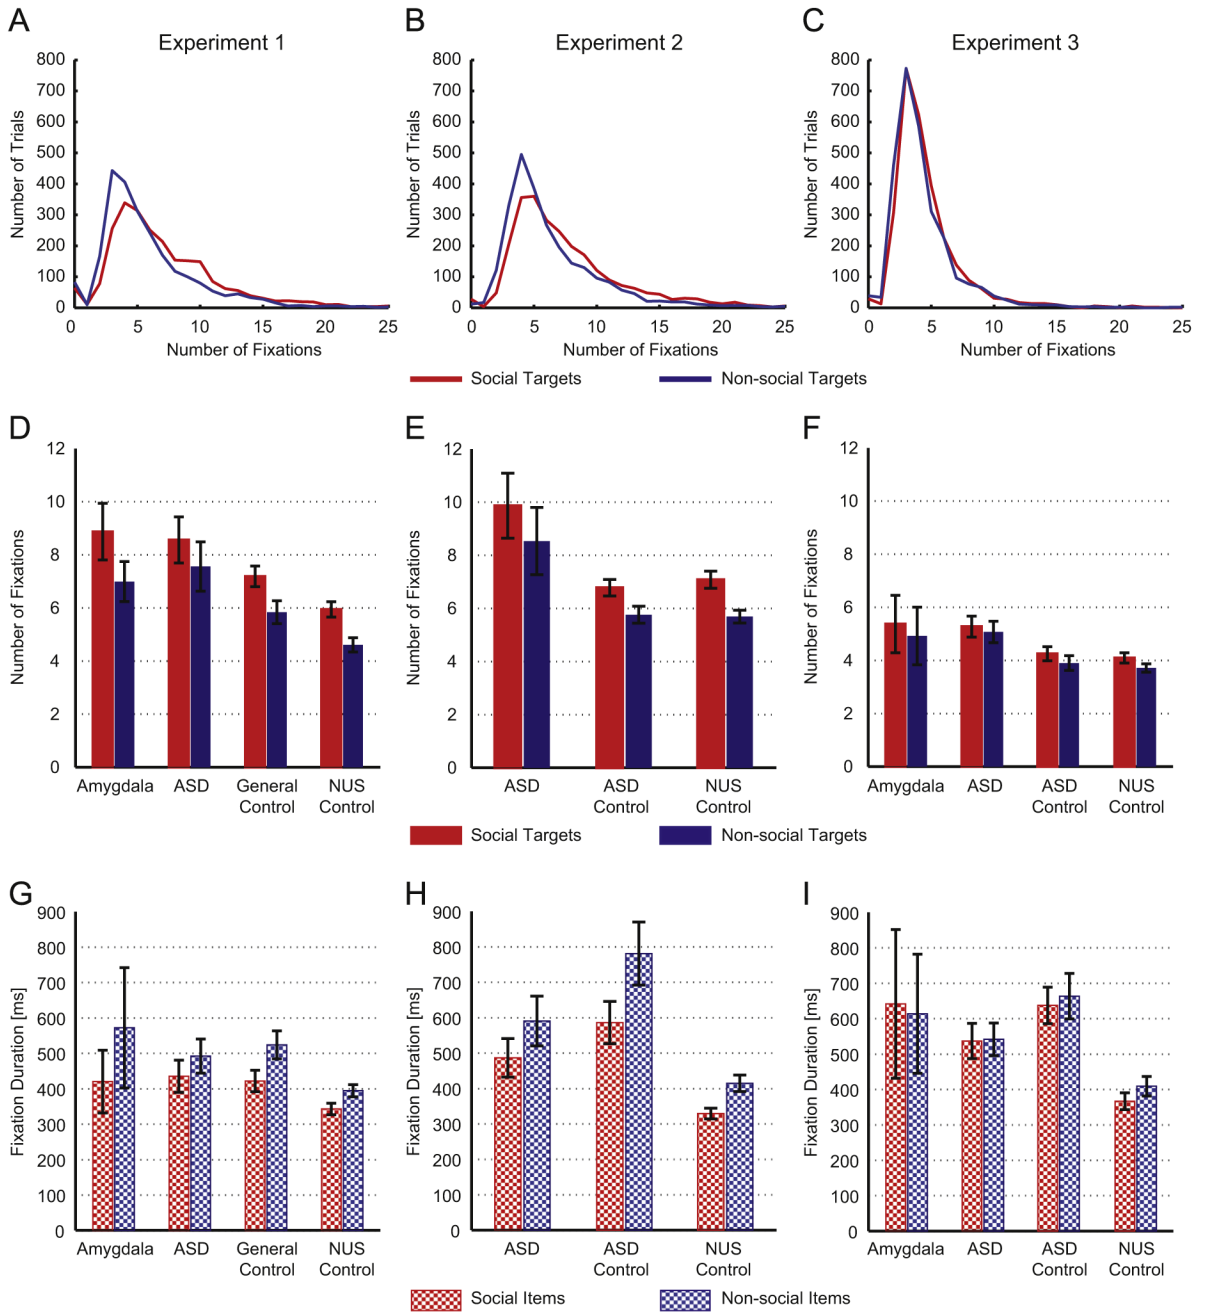 A
B
C
Experiment 1
Experiment 2
Experiment 3
Number of Trials
800
700
600
500
400
300
200
100
0
0 5 10 15 20 25
Number of Fixations
Number of Trials
800
700
600
500
400
300
200
100
0
0 5 10 15 20 25
Number of Fixations
Number of Trials
800
700
600
500
400
300
200
100
0
0 5 10 15 20 25
Number of Fixations
Social Targets
Non-social Targets
D
Number of Fixations
12
10
8
6
4
2
0
Amygdala ASD General Control NUS Control
E
Number of Fixations
12
10
8
6
4
2
0
ASD ASD Control NUS Control
F
Number of Fixations
12
10
8
6
4
2
0
Amygdala ASD ASD Control NUS Control
Social Targets
Non-social Targets
G
Fixation Duration [ms]
900
800
700
600
500
400
300
200
100
0
Amygdala ASD General Control NUS Control
H
Fixation Duration [ms]
900
800
700
600
500
400
300
200
100
0
ASD ASD Control NUS Control
I
Fixation Duration [ms]
900
800
700
600
500
400
300
200
100
0
Amygdala ASD ASD Control NUS Control
Social Items
Non-social Items